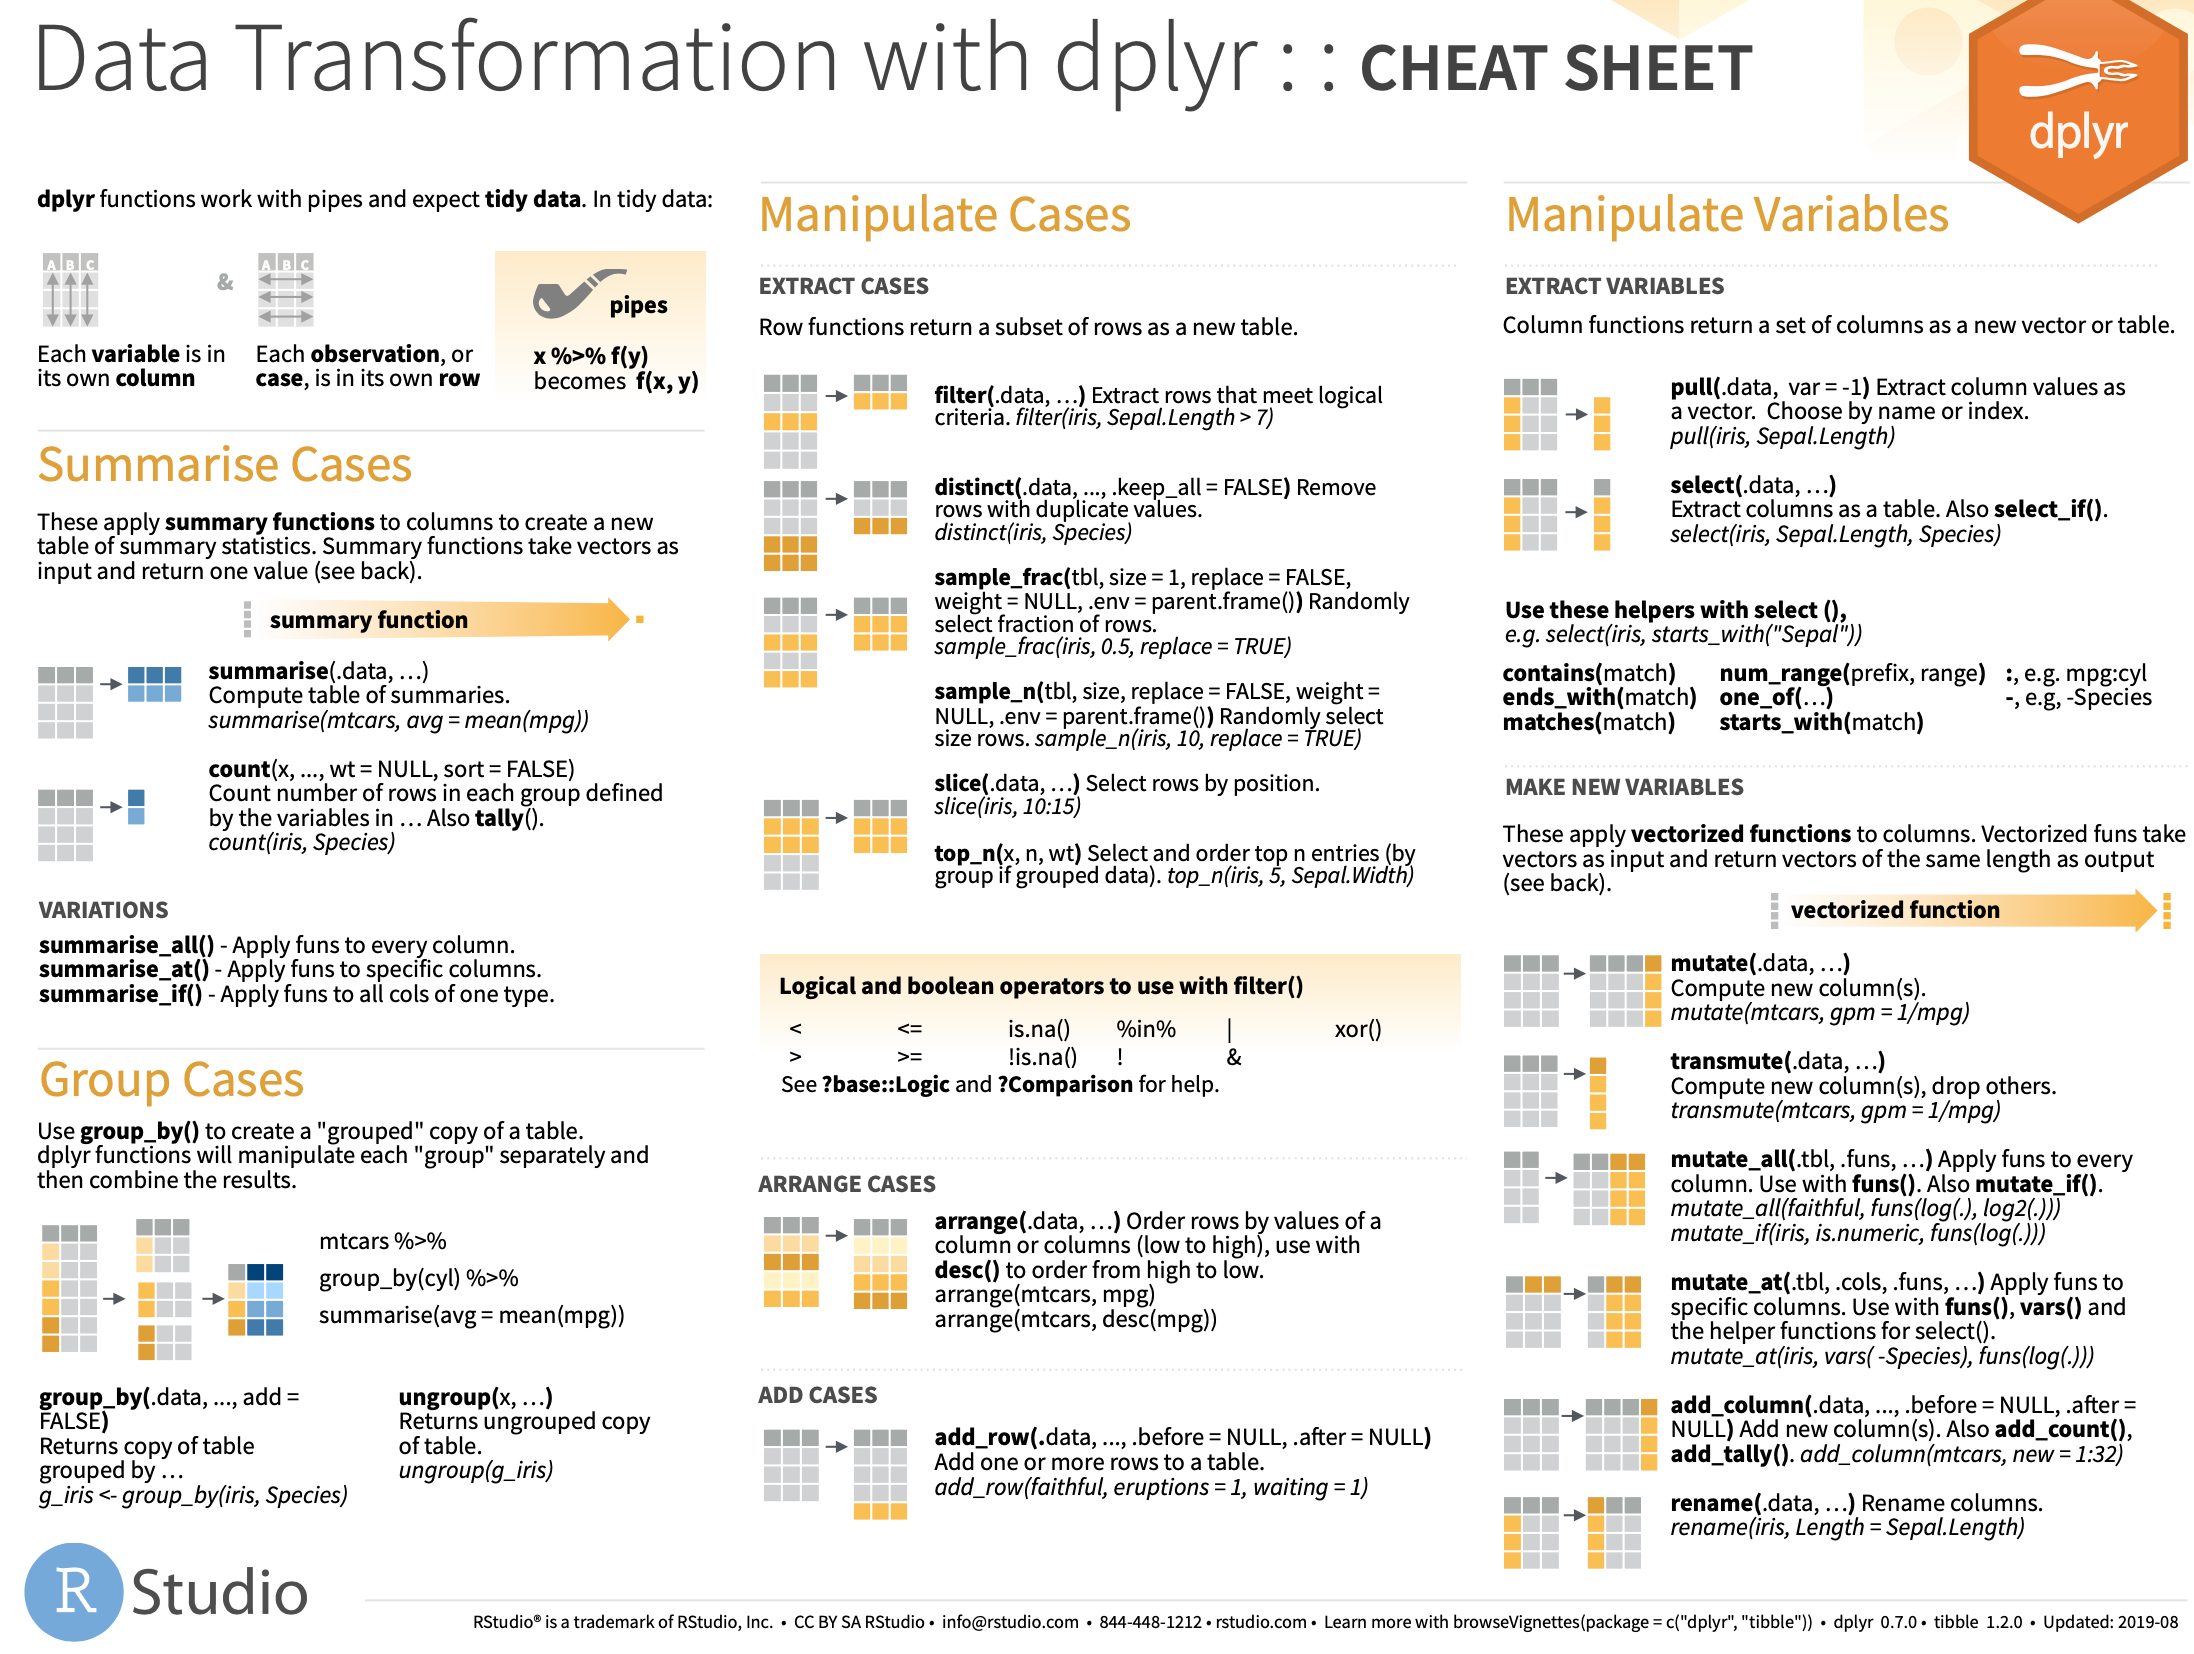 Data Transformation with dplyr : : CHEAT SHEET
dplyr
dplyr functions work with pipes and expect tidy data. In tidy data:
A B C
&
A B C
pipes
Each variable is in
its own column
Each observation, or
case, is in its own row
x %>% f(y)
becomes f(x, y)
Summarise Cases
These apply summary functions to columns to create a new
table of summary statistics. Summary functions take vectors as
input and return one value (see back).
summary function
summarise(.data, …)
Compute table of summaries.
summarise(mtcars, avg = mean(mpg))
count(x, ..., wt = NULL, sort = FALSE)
Count number of rows in each group defined
by the variables in … Also tally().
count(iris, Species)
VARIATIONS
summarise_all() - Apply funs to every column.
summarise_at() - Apply funs to specific columns.
summarise_if() - Apply funs to all cols of one type.
Group Cases
Use group_by() to create a "grouped" copy of a table.
dplyr functions will manipulate each "group" separately and
then combine the results.
mtcars %>%
group_by(cyl) %>%
summarise(avg = mean(mpg))
group_by(.data, ..., add =
FALSE)
Returns copy of table
grouped by …
g_iris <- group_by(iris, Species)
ungroup(x, …)
Returns ungrouped copy
of table.
ungroup(g_iris)
Manipulate Cases
EXTRACT CASES
Row functions return a subset of rows as a new table.
filter(.data, …) Extract rows that meet logical
criteria. filter(iris, Sepal.Length > 7)
distinct(.data, ..., .keep_all = FALSE) Remove
rows with duplicate values.
distinct(iris, Species)
sample_frac(tbl, size = 1, replace = FALSE,
weight = NULL, .env = parent.frame()) Randomly
select fraction of rows.
sample_frac(iris, 0.5, replace = TRUE)
sample_n(tbl, size, replace = FALSE, weight =
NULL, .env = parent.frame()) Randomly select
size rows. sample_n(iris, 10, replace = TRUE)
slice(.data, …) Select rows by position.
slice(iris, 10:15)
top_n(x, n, wt) Select and order top n entries (by
group if grouped data). top_n(iris, 5, Sepal.Width)
Logical and boolean operators to use with filter()
< <= is.na() %in% | xor()
> >= !is.na() ! &
See ?base::Logic and ?Comparison for help.
ARRANGE CASES
arrange(.data, …) Order rows by values of a
column or columns (low to high), use with
desc() to order from high to low.
arrange(mtcars, mpg)
arrange(mtcars, desc(mpg))
ADD CASES
add_row(.data, ..., .before = NULL, .after = NULL)
Add one or more rows to a table.
add_row(faithful, eruptions = 1, waiting = 1)
Manipulate Variables
EXTRACT VARIABLES
Column functions return a set of columns as a new vector or table.
pull(.data, var = -1) Extract column values as
a vector. Choose by name or index.
pull(iris, Sepal.Length)
select(.data, …)
Extract columns as a table. Also select_if().
select(iris, Sepal.Length, Species)
Use these helpers with select (),
e.g. select(iris, starts_with("Sepal"))
contains(match) num_range(prefix, range) :, e.g. mpg:cyl
ends_with(match) one_of(…) -, e.g, -Species
matches(match) starts_with(match)
MAKE NEW VARIABLES
These apply vectorized functions to columns. Vectorized funs take
vectors as input and return vectors of the same length as output
(see back).
vectorized function
mutate(.data, …)
Compute new column(s).
mutate(mtcars, gpm = 1/mpg)
transmute(.data, …)
Compute new column(s), drop others.
transmute(mtcars, gpm = 1/mpg)
mutate_all(.tbl, .funs, …) Apply funs to every
column. Use with funs(). Also mutate_if().
mutate_all(faithful, funs(log(.), log2(.)))
mutate_if(iris, is.numeric, funs(log(.)))
mutate_at(.tbl, .cols, .funs, …) Apply funs to
specific columns. Use with funs(), vars() and
the helper functions for select().
mutate_at(iris, vars( -Species), funs(log(.)))
add_column(.data, ..., .before = NULL, .after =
NULL) Add new column(s). Also add_count(),
add_tally(). add_column(mtcars, new = 1:32)
rename(.data, …) Rename columns.
rename(iris, Length = Sepal.Length)
R Studio
RStudio® is a trademark of RStudio, Inc. • CC BY SA RStudio • info@rstudio.com • 844-448-1212 • rstudio.com • Learn more with browseVignettes(package = c("dplyr", "tibble")) • dplyr 0.7.0 • tibble 1.2.0 • Updated: 2019-08